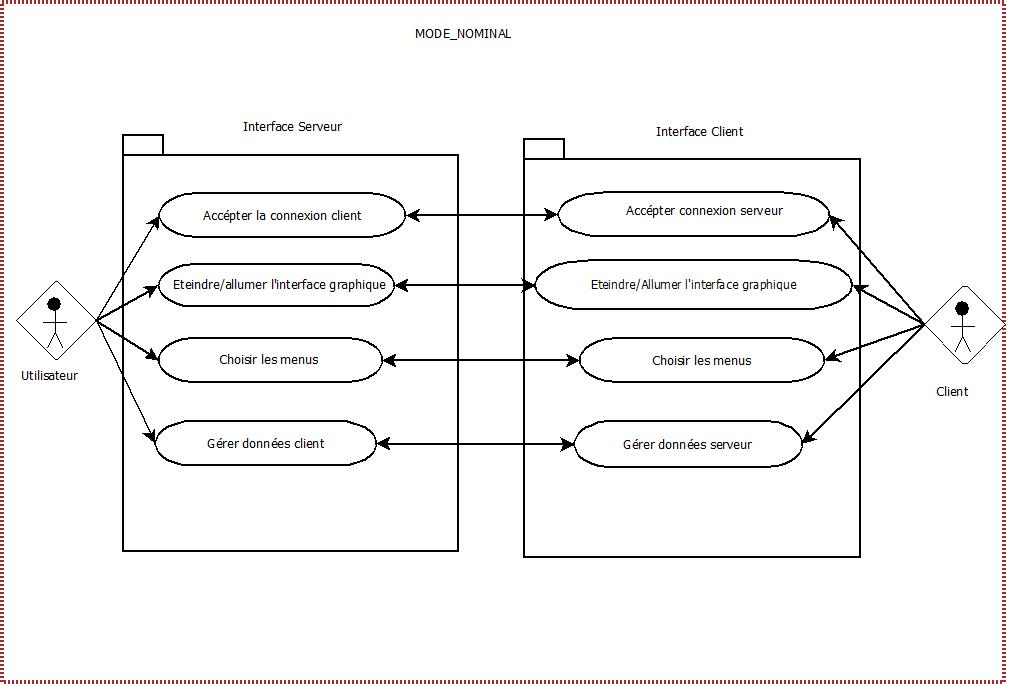 MODE_NOMINAL
Interface Serveur
Interface Client
Accépter la connexion client
Accépter connexion serveur
Eteindre/allumer l'interface graphique
Eteindre/Allumer l'interface graphique
Choisir les menus
Choisir les menus
Utilisateur
Client
Gérer données client
Gérer données serveur